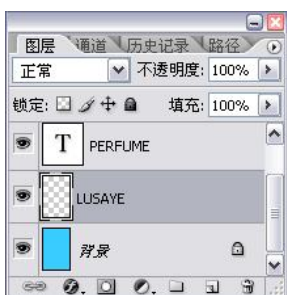 图层 通道 历史记录 路径
正常 不透明度: 100%
锁定: 填充: 100%
T PERFUME
LUSAYE
背景